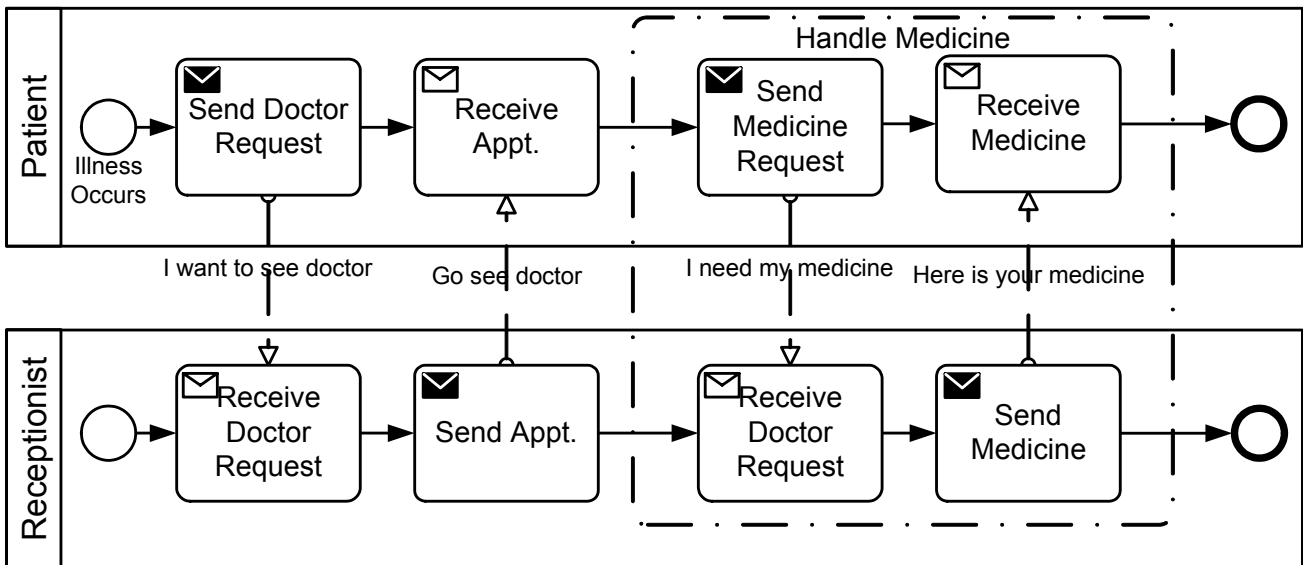 Patient
Handle Medicine
Illness
Occurs
Send Doctor
Request
Receive
Appt.
Send
Medicine
Request
Receive
Medicine
I want to see doctor
Go see doctor
I need my medicine
Here is your medicine
Receptionist
Receive
Doctor
Request
Send Appt.
Receive
Doctor
Request
Send
Medicine